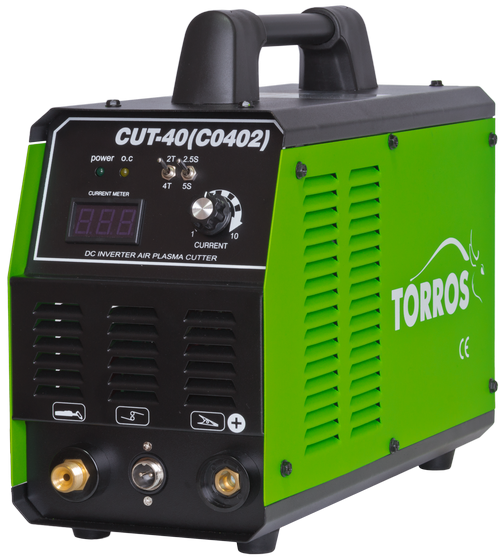 CUT-40(C0402)
power o.c 2T 2.5S
4T 5S
CURRENT METER
1 10
CURRENT
DC INVERTER AIR PLASMA CUTTER
TORROS
CE